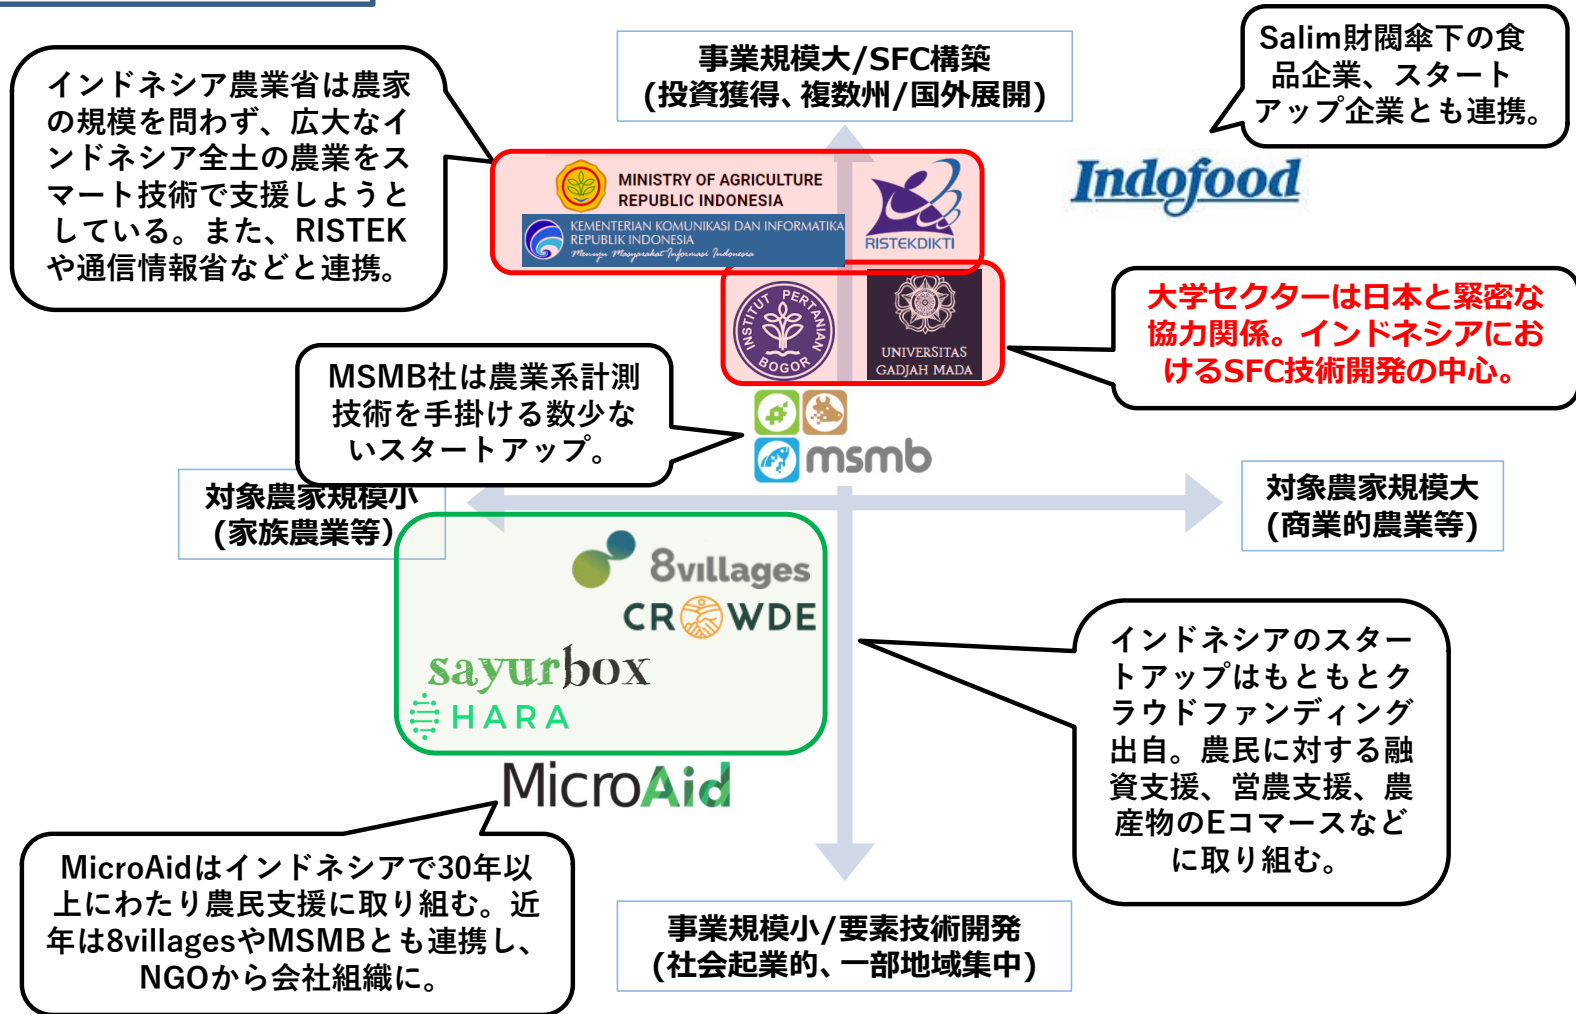 事業規模大/SFC構築
(投資獲得、複数州/国外展開)
Salim財閥傘下の食
品企業、スタート
アップ企業とも連携。
インドネシア農業省は農家
の規模を問わず、広大なイ
ンドネシア全土の農業をス
マート技術で支援しようと
している。また、RISTEK
や通信情報省などと連携。
MINISTRY OF AGRICULTURE
REPUBLIC INDONESIA
KEMENTERIAN KOMUNIKASI DAN INFORMATIKA
REPUBLIK INDONESIA
Menuju Masyarakat Informasi Indonesia
RISTEKDIKTI
Indofood
INSTITUT PERTANIAN
BOGOR
UNIVERSITAS
GADJAH MADA
大学セクターは日本と緊密な
協力関係。インドネシアにお
けるSFC技術開発の中心。
MSMB社は農業系計測
技術を手掛ける数少な
いスタートアップ。
msmb
対象農家規模小
(家族農業等)
対象農家規模大
(商業的農業等)
8villages
CROWDE
sayurbox
HARA
MicroAid
インドネシアのスター
トアップはもともとク
ラウドファンディング
出自。農民に対する融
資支援、営農支援、農
産物のEコマースなど
に取り組む。
MicroAidはインドネシアで30年以
上にわたり農民支援に取り組む。近
年は8villagesやMSMBとも連携し、
NGOから会社組織に。
事業規模小/要素技術開発
(社会起業的、一部地域集中)